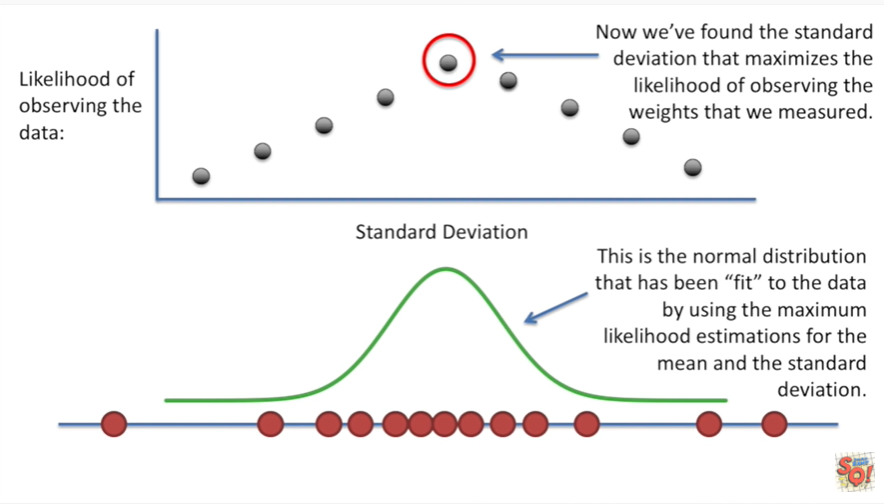 Now we’ve found the standard
deviation that maximizes the
likelihood of observing the
weights that we measured.
Likelihood of
observing the
data:
Standard Deviation
This is the normal distribution
that has been “fit” to the data
by using the maximum
likelihood estimations for the
mean and the standard
deviation.
SQ!